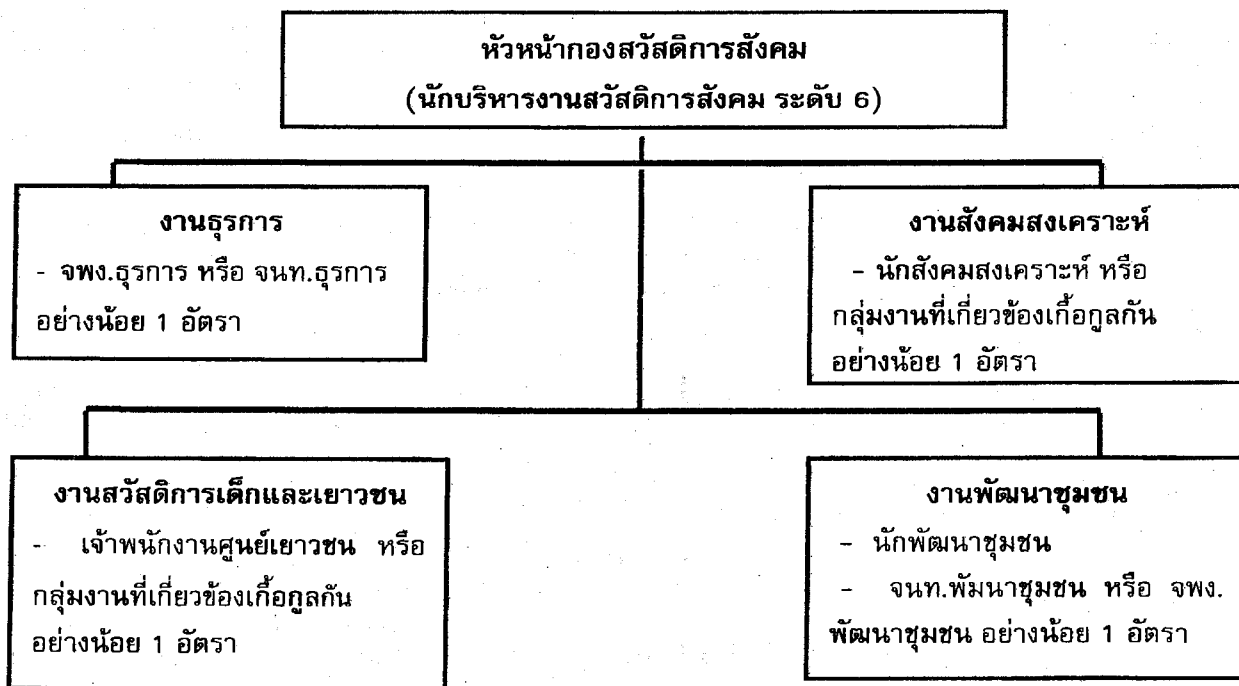 หัวหน้ากองสวัสดิการสังคม
(นักบริหารงานสวัสดิการสังคม ระดับ 6)
งานธุรการ
- จพง.ธุรการ หรือ จนท.ธุรการ
อย่างน้อย 1 อัตรา
งานสังคมสงเคราะห์
- นักสังคมสงเคราะห์ หรือ
กลุ่มงานที่เกี่ยวข้องเกื้อกูลกัน
อย่างน้อย 1 อัตรา
งานสวัสดิการเด็กและเยาวชน
- เจ้าพนักงานศูนย์เยาวชน หรือ
กลุ่มงานที่เกี่ยวข้องเกื้อกูลกัน
อย่างน้อย 1 อัตรา
งานพัฒนาชุมชน
- นักพัฒนาชุมชน
- จนท.พัมนาชุมชน หรือ จพง.
พัฒนาชุมชน อย่างน้อย 1 อัตรา